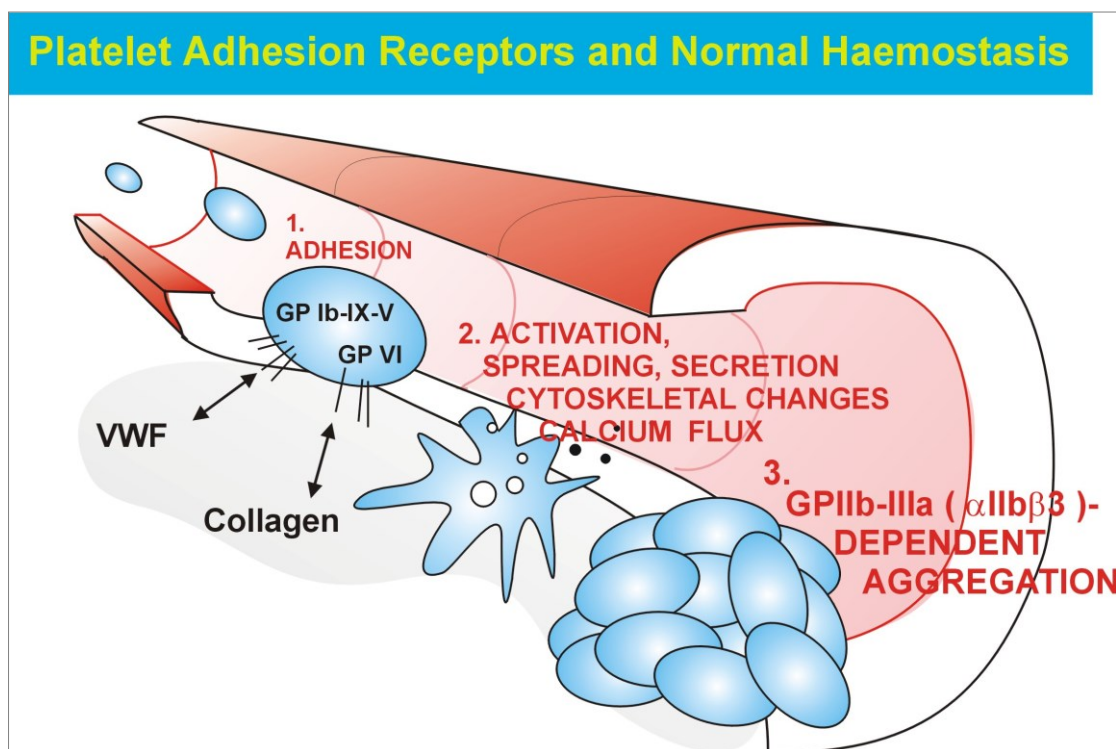 Platelet Adhesion Receptors and Normal Haemostasis
1.
ADHESION
GP Ib-IX-V
GP VI
VWF
Collagen
2. ACTIVATION,
SPREADING, SECRETION
CYTOSKELETAL CHANGES
CALCIUM FLUX
3.
GPIIb-IIIa ( αIIbβ3 )-
DEPENDENT
AGGREGATION